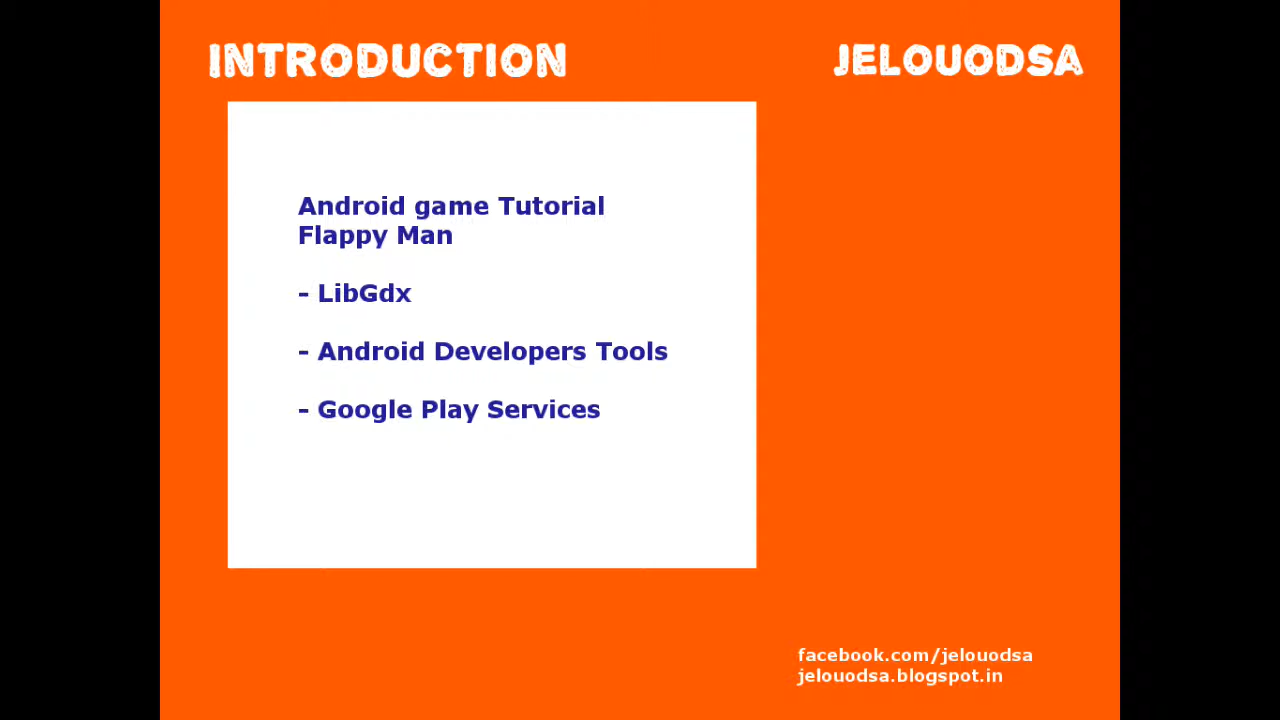 INTRODUCTION
JELOUODSA
Android game Tutorial
Flappy Man
- LibGdx
- Android Developers Tools
- Google Play Services
facebook.com/jelouodsa
jelouodsa.blogspot.in